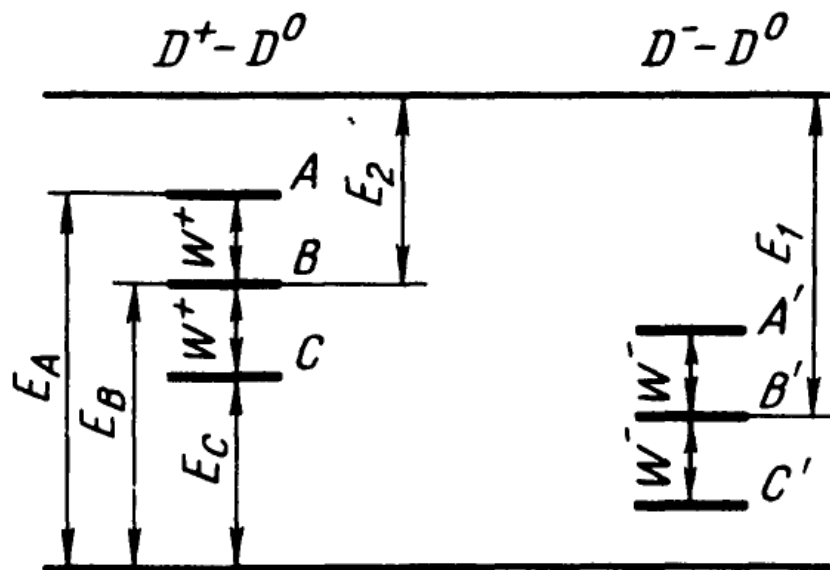 D⁺–D⁰ D⁻–D⁰
A
E₂
W⁺
B
E₁
W⁺
C
A′
E_A
E_B
E_C
W⁻
B′
W⁻
C′